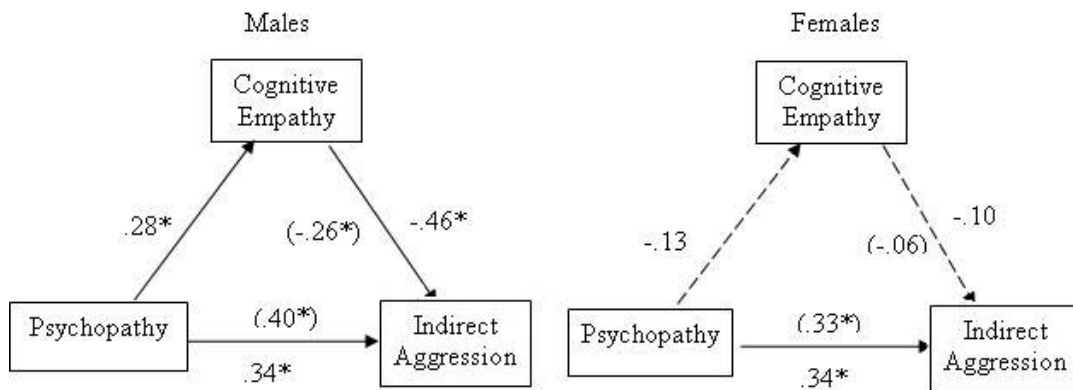 Males
Females
Cognitive
Empathy
Cognitive
Empathy
.28*
(-.26*)
-.46*
-.13
(-.06)
-.10
Psychopathy
(.40*)
.34*
Indirect
Aggression
Psychopathy
(.33*)
.34*
Indirect
Aggression